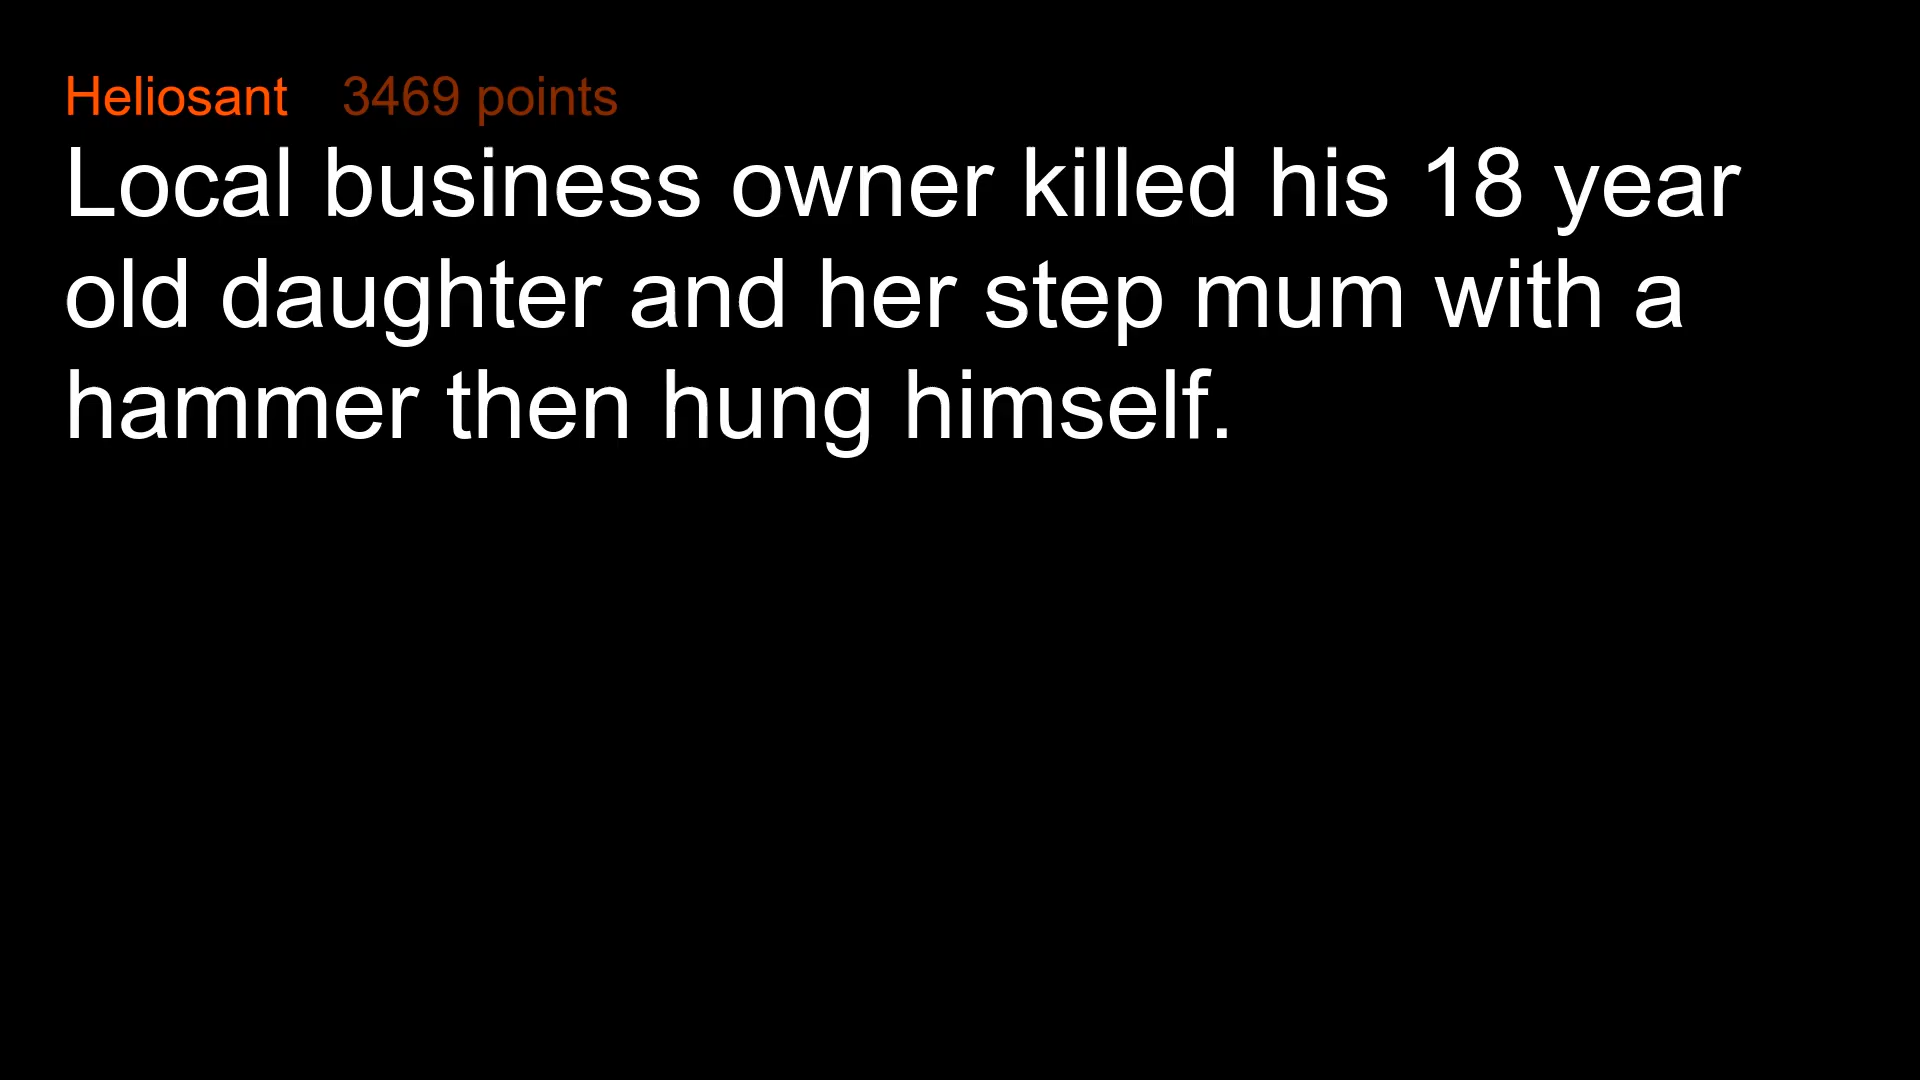 Heliosant 3469 points
Local business owner killed his 18 year
old daughter and her step mum with a
hammer then hung himself.